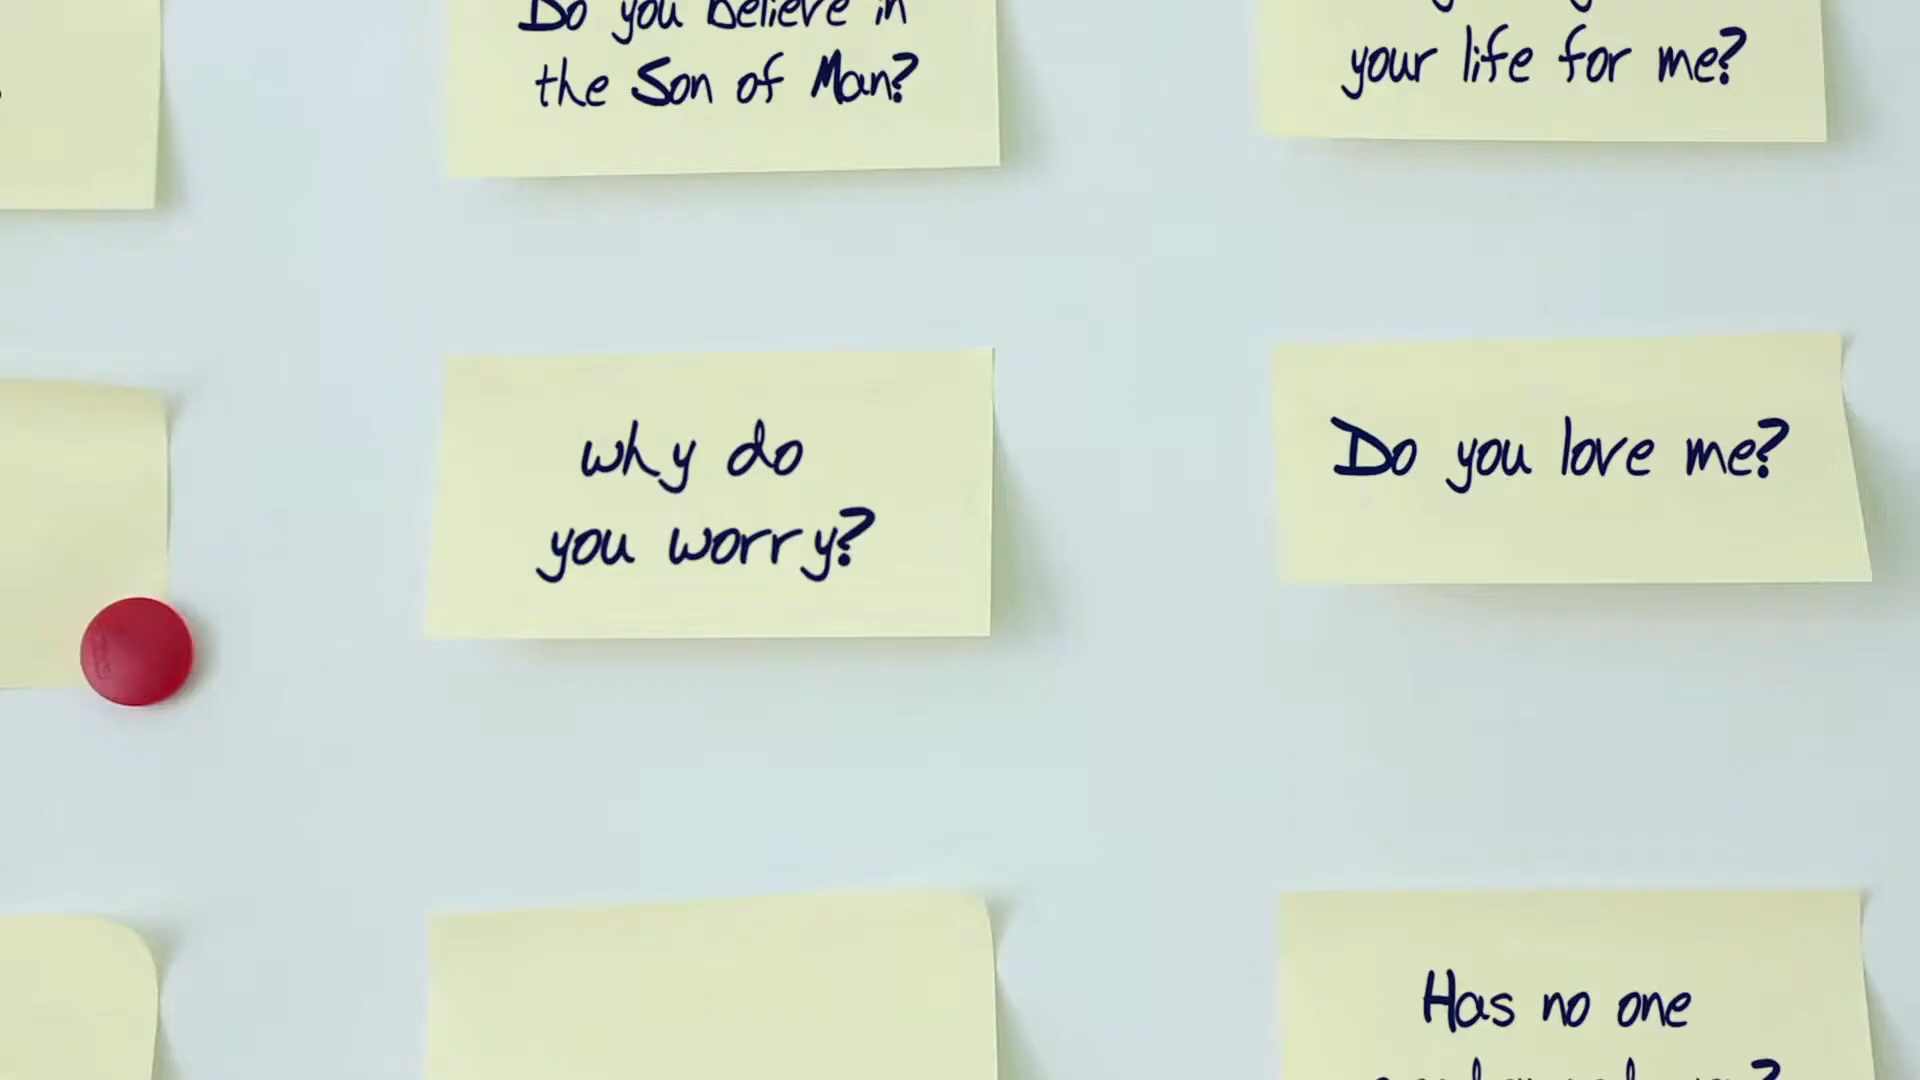 Do you believe in
the Son of Man?
your life for me?
why do
you worry?
Do you love me?
Has no one